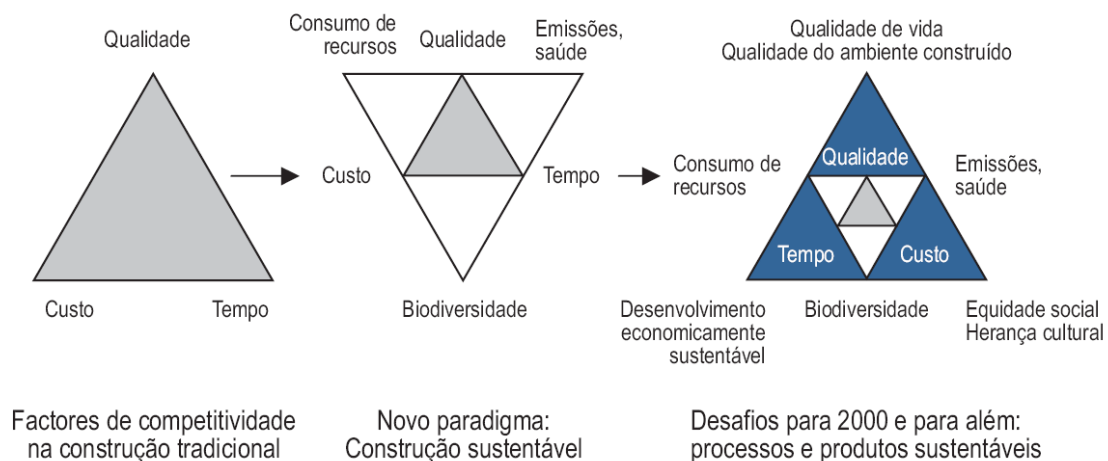 Qualidade
Custo
Tempo
Factores de competitividade
na construção tradicional
Consumo de
recursos
Qualidade
Emissões,
saúde
Custo
Tempo
Biodiversidade
Novo paradigma:
Construção sustentável
Qualidade de vida
Qualidade do ambiente construído
Consumo de
recursos
Qualidade
Emissões,
saúde
Tempo
Custo
Desenvolvimento
economicamente
sustentável
Biodiversidade
Equidade social
Herança cultural
Desafios para 2000 e para além:
processos e produtos sustentáveis